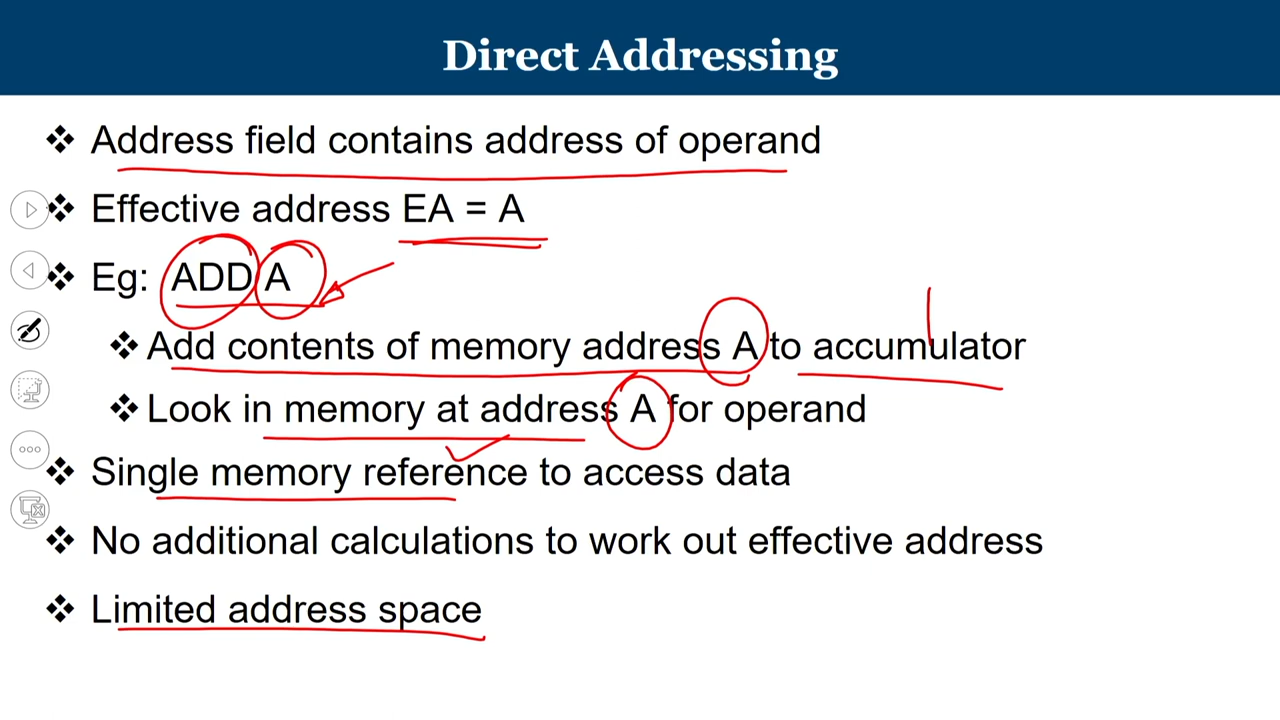 Direct Addressing
❖ Address field contains address of operand
❖ Effective address EA = A
❖ Eg: ADD A
❖ Add contents of memory address A to accumulator
❖ Look in memory at address A for operand
❖ Single memory reference to access data
❖ No additional calculations to work out effective address
❖ Limited address space